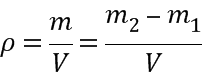 ρ = m/V = (m₂ − m₁)/V